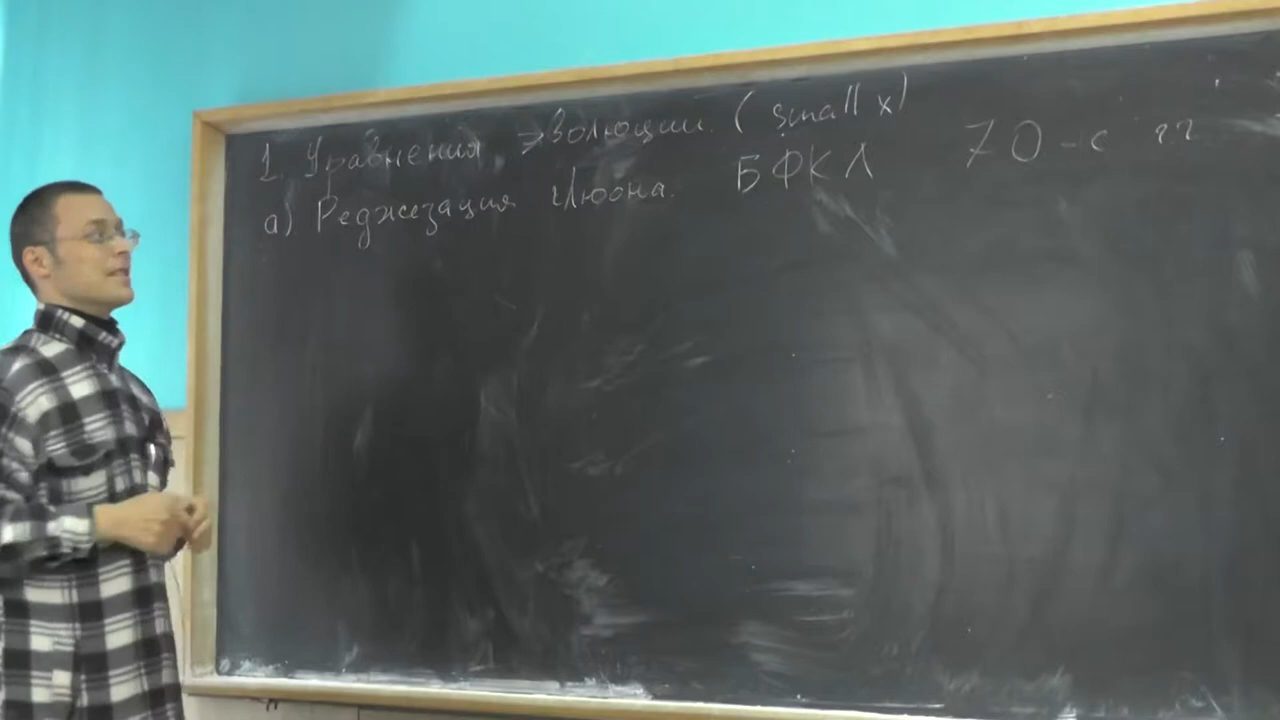 1. Уравнения эволюции. (small x)
а) Реджезация глюона. БФКЛ 70-е гг